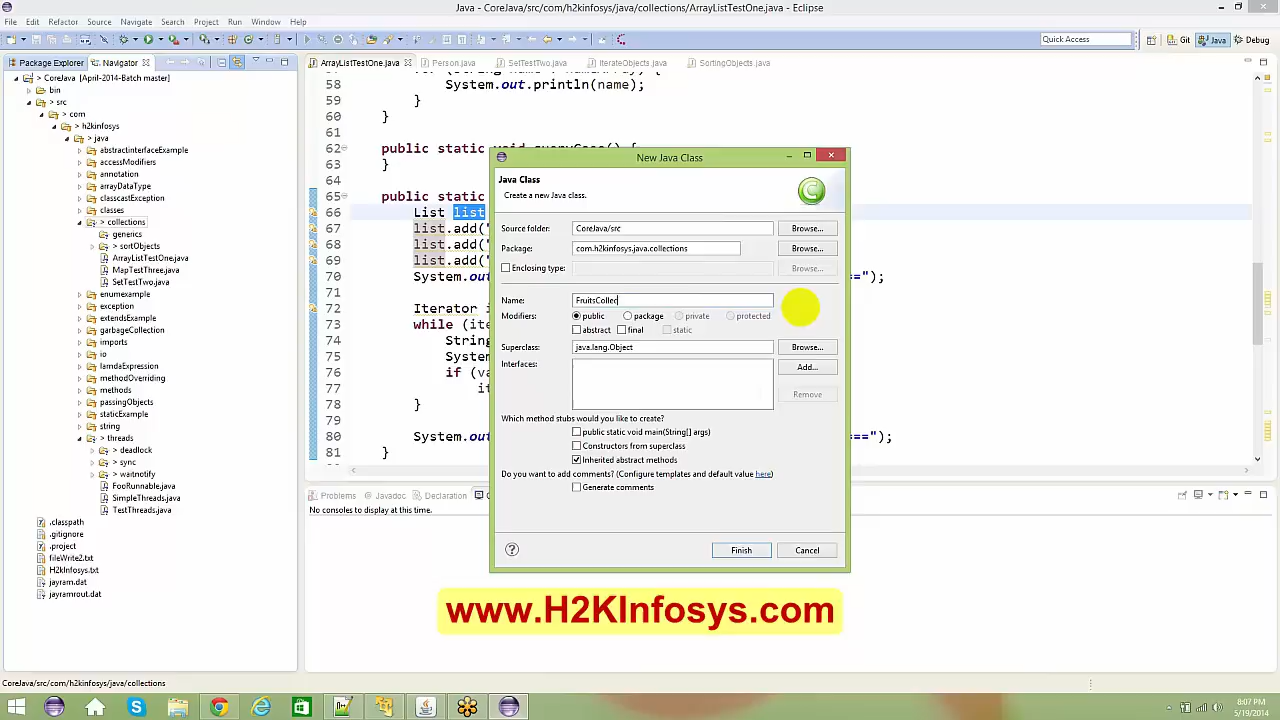 Java - CoreJava/src/com/h2kinfosys/java/collections/ArrayListTestOne.java - Eclipse
File Edit Refactor Source Navigate Search Project Run Window Help
Quick Access
Git Java Debug
Package Explorer Navigator
ArrayListTestOne.java Person.java SetTestTwo.java IterateObjects.java SortingObjects.java
> CoreJava [April-2014-Batch master]
bin
> src
> com
> h2kinfosys
> java
abstractinterfaceExample
accessModifiers
annotation
arrayDataType
classcastException
classes
> collections
generics
> sortObjects
ArrayListTestOne.java
MapTestThree.java
SetTestTwo.java
enumexample
exception
extendsExample
garbageCollection
imports
io
lamdaExpression
methodOverriding
methods
passingObjects
staticExample
string
> threads
> deadlock
> sync
> waitnotify
FooRunnable.java
SimpleThreads.java
TestThreads.java
.classpath
.gitignore
.project
fileWrite2.txt
H2KInfosys.txt
jayram.dat
jayramrout.dat
58 System.out.println(name);
59 }
60 }
61
62 public static void
63 }
64
65 public static
66 List list
67 list.add("
68 list.add("
69 list.add("
70 System.out ==");
71
72 Iterator i
73 while (ite
74 String
75 System
76 if (va
77 it
78 }
79
80 System.out ==");
81 }
New Java Class
Java Class
Create a new Java class.
Source folder: CoreJava/src Browse...
Package: com.h2kinfosys.java.collections Browse...
Enclosing type: Browse...
Name: FruitsCollec
Modifiers: public package private protected
abstract final static
Superclass: java.lang.Object Browse...
Interfaces: Add...
Remove
Which method stubs would you like to create?
public static void main(String[] args)
Constructors from superclass
Inherited abstract methods
Do you want to add comments? (Configure templates and default value here)
Generate comments
? Finish Cancel
Problems Javadoc Declaration
No consoles to display at this time.
www.H2KInfosys.com
CoreJava/src/com/h2kinfosys/java/collections
8:07 PM
5/19/2014